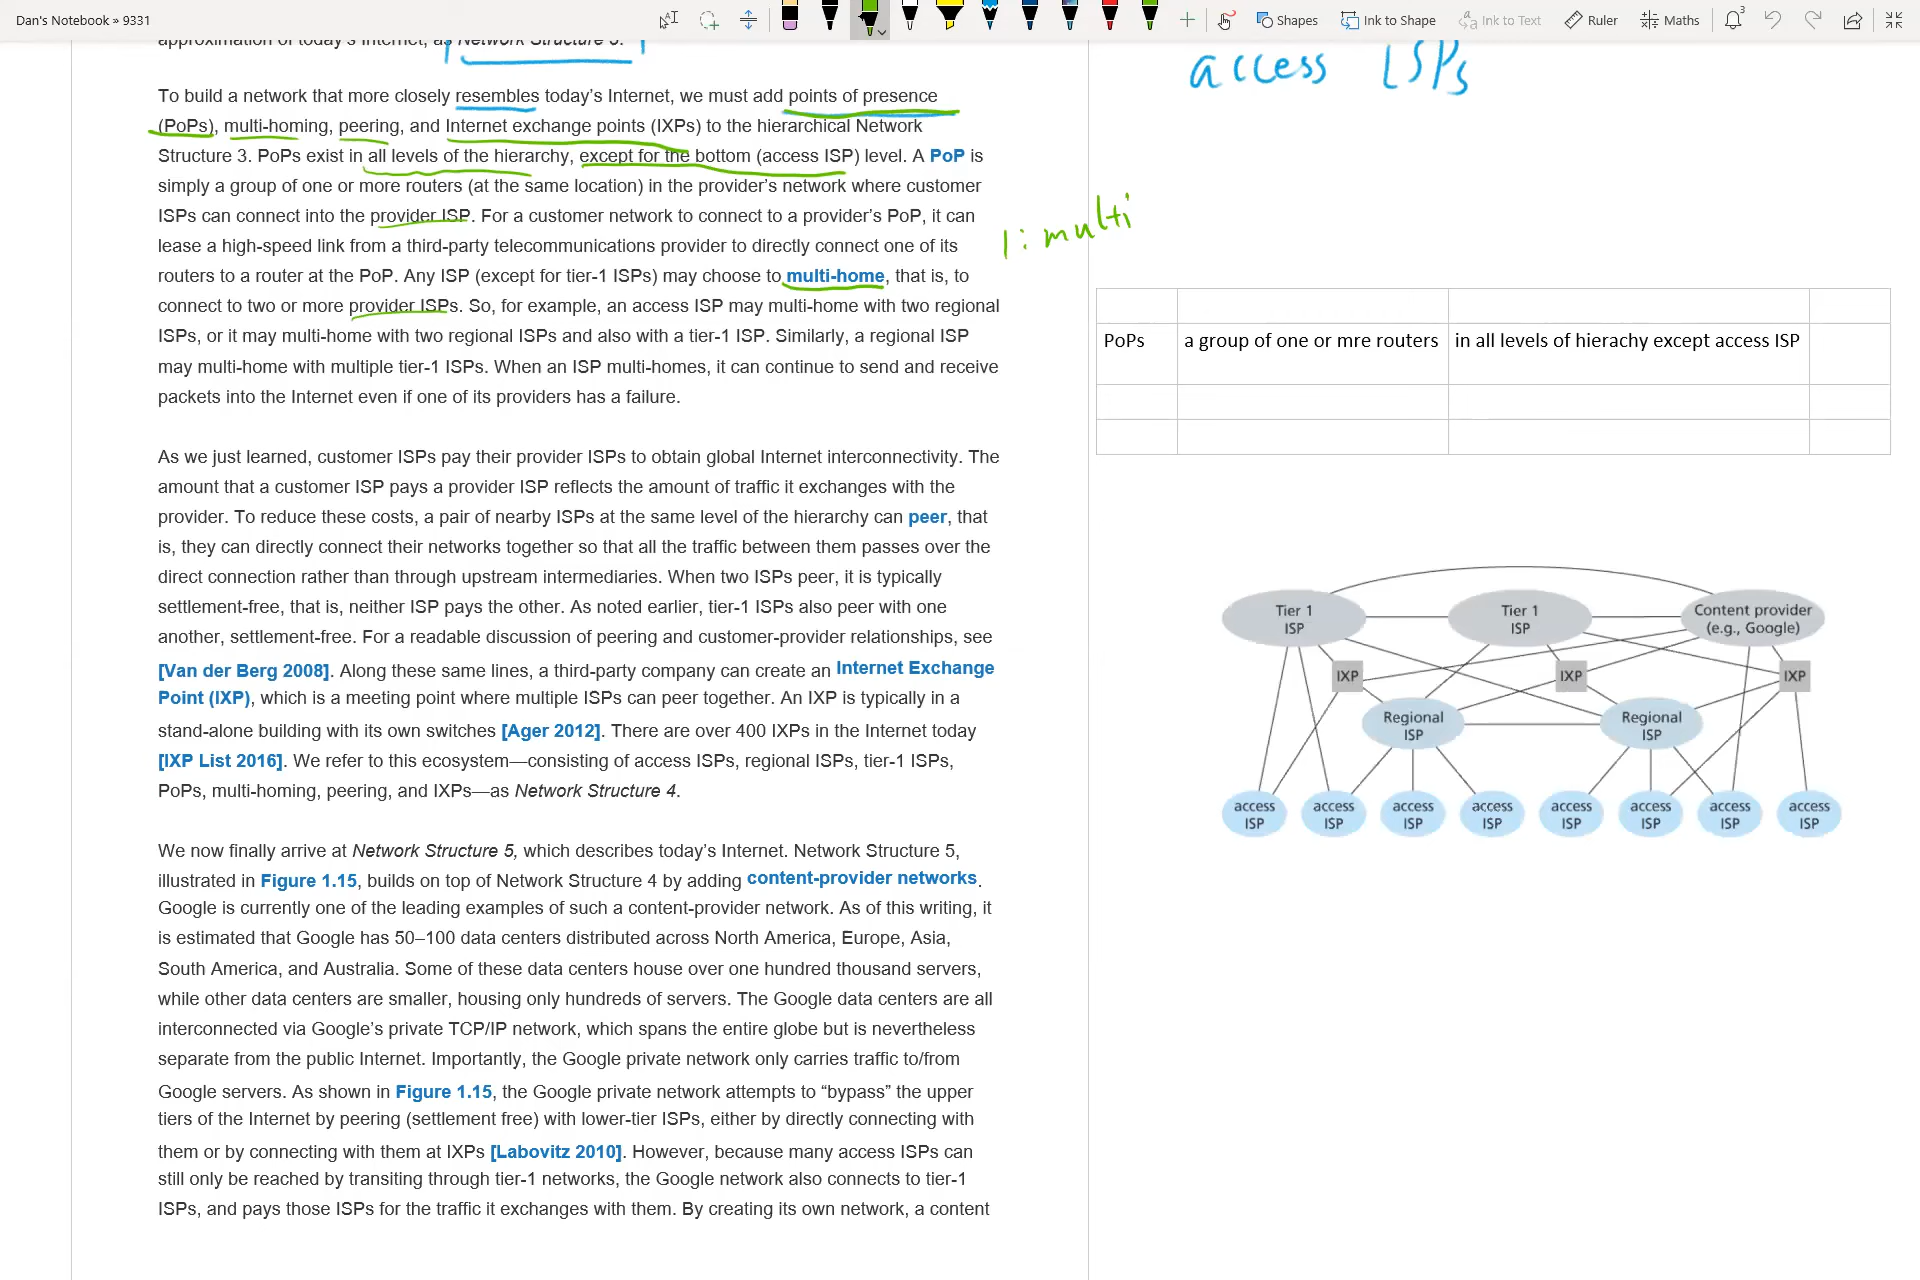 Dan's Notebook » 9331
Shapes
Ink to Shape
Ink to Text
Ruler
Maths
3
approximation of today's Internet, as Network Structure 3.
To build a network that more closely resembles today's Internet, we must add points of presence
(PoPs), multi-homing, peering, and Internet exchange points (IXPs) to the hierarchical Network
Structure 3. PoPs exist in all levels of the hierarchy, except for the bottom (access ISP) level. A PoP is
simply a group of one or more routers (at the same location) in the provider's network where customer
ISPs can connect into the provider ISP. For a customer network to connect to a provider's PoP, it can
lease a high-speed link from a third-party telecommunications provider to directly connect one of its
routers to a router at the PoP. Any ISP (except for tier-1 ISPs) may choose to multi-home, that is, to
connect to two or more provider ISPs. So, for example, an access ISP may multi-home with two regional
ISPs, or it may multi-home with two regional ISPs and also with a tier-1 ISP. Similarly, a regional ISP
may multi-home with multiple tier-1 ISPs. When an ISP multi-homes, it can continue to send and receive
packets into the Internet even if one of its providers has a failure.
As we just learned, customer ISPs pay their provider ISPs to obtain global Internet interconnectivity. The
amount that a customer ISP pays a provider ISP reflects the amount of traffic it exchanges with the
provider. To reduce these costs, a pair of nearby ISPs at the same level of the hierarchy can peer, that
is, they can directly connect their networks together so that all the traffic between them passes over the
direct connection rather than through upstream intermediaries. When two ISPs peer, it is typically
settlement-free, that is, neither ISP pays the other. As noted earlier, tier-1 ISPs also peer with one
another, settlement-free. For a readable discussion of peering and customer-provider relationships, see
[Van der Berg 2008]. Along these same lines, a third-party company can create an Internet Exchange
Point (IXP), which is a meeting point where multiple ISPs can peer together. An IXP is typically in a
stand-alone building with its own switches [Ager 2012]. There are over 400 IXPs in the Internet today
[IXP List 2016]. We refer to this ecosystem—consisting of access ISPs, regional ISPs, tier-1 ISPs,
PoPs, multi-homing, peering, and IXPs—as Network Structure 4.
We now finally arrive at Network Structure 5, which describes today's Internet. Network Structure 5,
illustrated in Figure 1.15, builds on top of Network Structure 4 by adding content-provider networks.
Google is currently one of the leading examples of such a content-provider network. As of this writing, it
is estimated that Google has 50–100 data centers distributed across North America, Europe, Asia,
South America, and Australia. Some of these data centers house over one hundred thousand servers,
while other data centers are smaller, housing only hundreds of servers. The Google data centers are all
interconnected via Google's private TCP/IP network, which spans the entire globe but is nevertheless
separate from the public Internet. Importantly, the Google private network only carries traffic to/from
Google servers. As shown in Figure 1.15, the Google private network attempts to “bypass” the upper
tiers of the Internet by peering (settlement free) with lower-tier ISPs, either by directly connecting with
them or by connecting with them at IXPs [Labovitz 2010]. However, because many access ISPs can
still only be reached by transiting through tier-1 networks, the Google network also connects to tier-1
ISPs, and pays those ISPs for the traffic it exchanges with them. By creating its own network, a content
access ISPs
1: multi
PoPs a group of one or mre routers in all levels of hierachy except access ISP
Tier 1
ISP
Tier 1
ISP
Content provider
(e.g., Google)
IXP
IXP
IXP
Regional
ISP
Regional
ISP
access
ISP
access
ISP
access
ISP
access
ISP
access
ISP
access
ISP
access
ISP
access
ISP